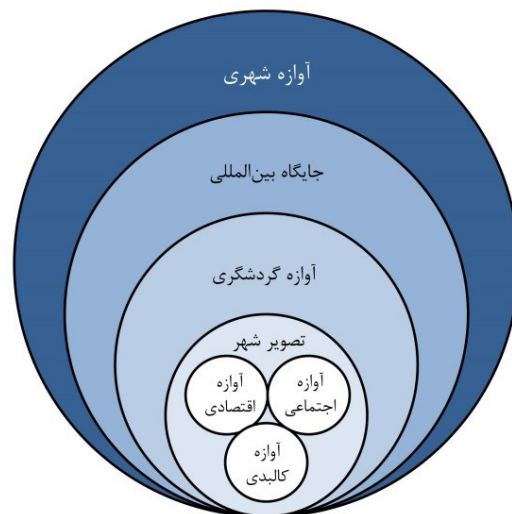 آوازه شهری
جایگاه بین‌المللی
آوازه گردشگری
تصویر شهر
آوازه
اجتماعی
آوازه
اقتصادی
آوازه
کالبدی